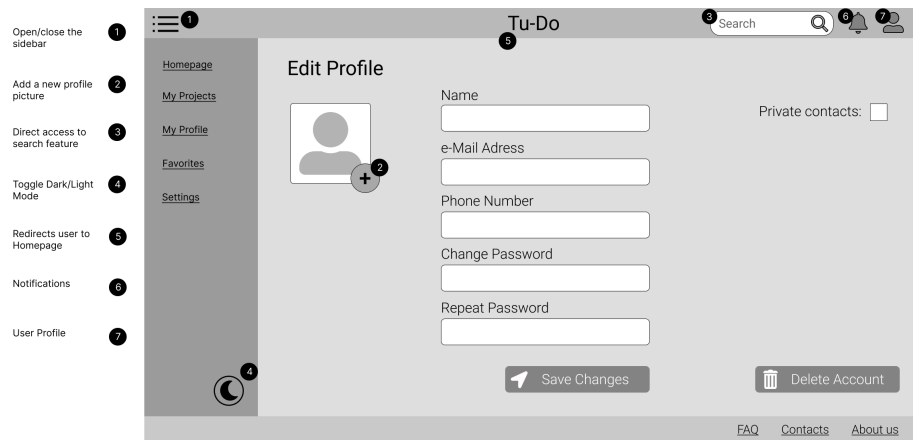 Open/close the
sidebar
1
Add a new profile
picture
2
Direct access to
search feature
3
Toggle Dark/Light
Mode
4
Redirects user to
Homepage
5
Notifications
6
User Profile
7
1
Tu-Do
5
3
Search
6
7
Homepage
My Projects
My Profile
Favorites
Settings
4
Edit Profile
2
+
Name
e-Mail Adress
Phone Number
Change Password
Repeat Password
Private contacts:
Save Changes
Delete Account
FAQ
Contacts
About us